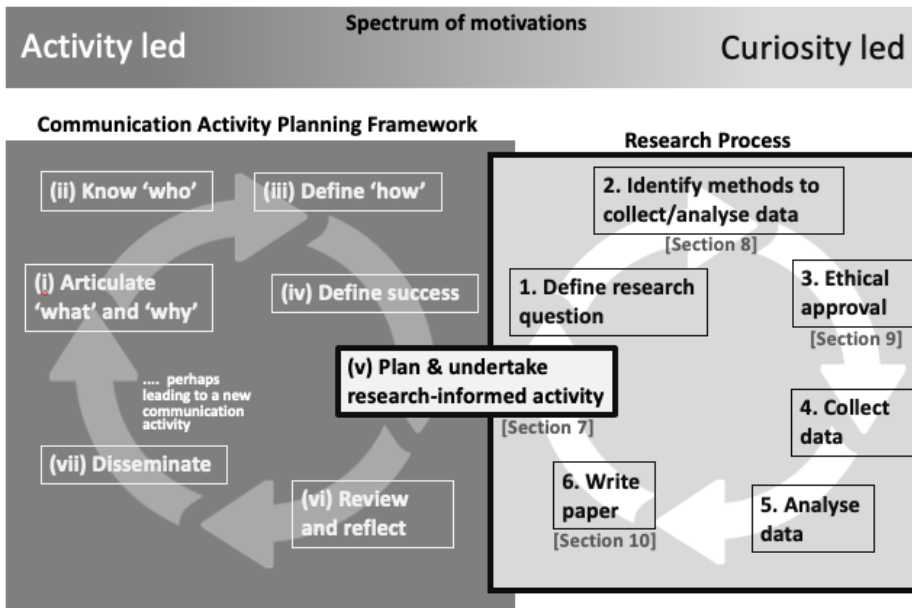 Spectrum of motivations
Activity led
Curiosity led
Communication Activity Planning Framework
(ii) Know ‘who’
(iii) Define ‘how’
(i) Articulate
‘what’ and ‘why’
(iv) Define success
(v) Plan & undertake
research-informed activity
[Section 7]
.... perhaps
leading to a new
communication
activity
(vii) Disseminate
(vi) Review
and reflect
Research Process
2. Identify methods to
collect/analyse data
[Section 8]
1. Define research
question
3. Ethical
approval
[Section 9]
4. Collect
data
5. Analyse
data
6. Write
paper
[Section 10]